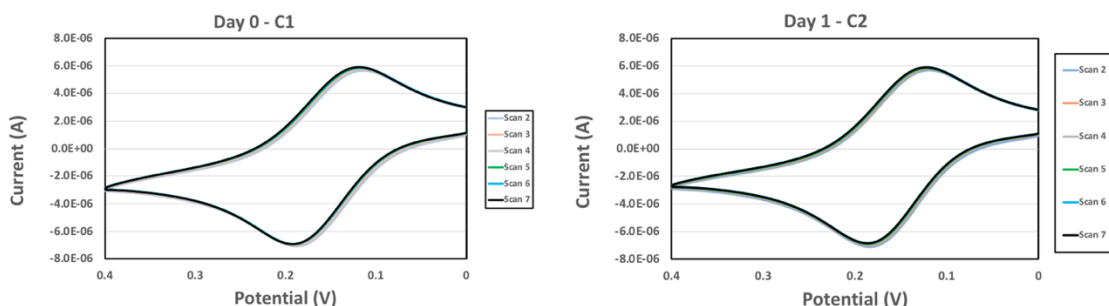 Day 0 - C1
8.0E-06
6.0E-06
4.0E-06
2.0E-06
0.0E+00
-2.0E-06
-4.0E-06
-6.0E-06
-8.0E-06
Current (A)
0.4 0.3 0.2 0.1 0
Potential (V)
Scan 2
Scan 3
Scan 4
Scan 5
Scan 6
Scan 7
Day 1 - C2
8.0E-06
6.0E-06
4.0E-06
2.0E-06
0.0E+00
-2.0E-06
-4.0E-06
-6.0E-06
-8.0E-06
Current (A)
0.4 0.3 0.2 0.1 0
Potential (V)
Scan 2
Scan 3
Scan 4
Scan 5
Scan 6
Scan 7